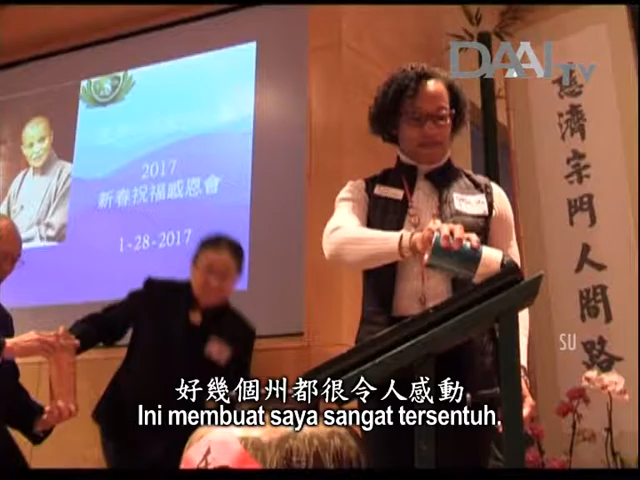 DAAI TV
2017
新春祝福感恩會
1-28-2017
慈濟宗門人間路
SU
好幾個州都很令人感動
Ini membuat saya sangat tersentuh.